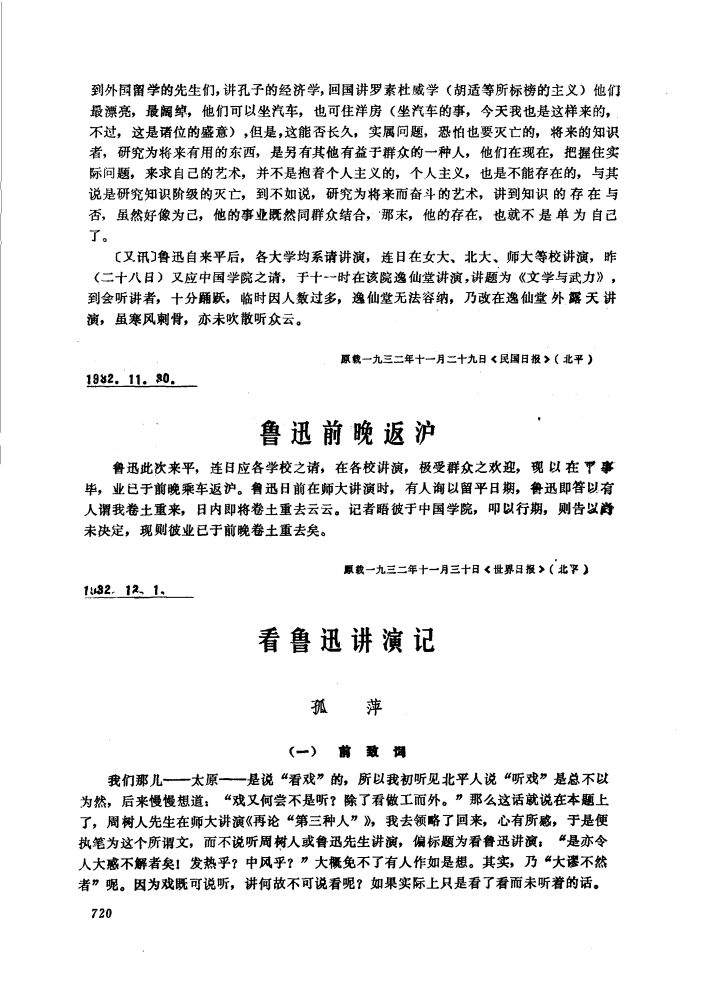 到外国留学的先生们，讲孔子的经济学，回国讲罗素杜威学（胡适等所标榜的主义）他们
最漂亮，最阔绰，他们可以坐汽车，也可住洋房（坐汽车的事，今天我也是这样来的，
不过，这是诸位的盛意），但是，这能否长久，实属问题，恐怕也要灭亡的，将来的知识
者，研究为将来有用的东西，是另有其他有益于群众的一种人，他们在现在，把握住实
际问题，来求自己的艺术，并不是抱着个人主义的，个人主义，也是不能存在的，与其
说是研究知识阶级的灭亡，到不如说，研究为将来而奋斗的艺术，讲到知识的存在与
否，虽然好像为己，他的事业既然同群众结合，那末，他的存在，也就不是单为自己
了。
〔又讯〕鲁迅自来平后，各大学均系请讲演，连日在女大、北大、师大等校讲演，昨
（二十八日）又应中国学院之请，于十一时在该院逸仙堂讲演，讲题为《文学与武力》，
到会听讲者，十分踊跃，临时因人数过多，逸仙堂无法容纳，乃改在逸仙堂外露天讲
演，虽寒风刺骨，亦未吹散听众云。
原载一九三二年十一月二十九日《民国日报》（北平）
1932．11．30．
鲁迅前晚返沪
鲁迅此次来平，连日应各学校之请，在各校讲演，极受群众之欢迎，现以在平事
毕，业已于前晚乘车返沪。鲁迅日前在师大讲演时，有人询以留平日期，鲁迅即答以有
人谓我卷土重来，日内即将卷土重去云云。记者晤彼于中国学院，叩以行期，则告以尚
未决定，现则彼业已于前晚卷土重去矣。
原载一九三二年十一月三十日《世界日报》（北平）
1932．12．1．
看鲁迅讲演记
孤　萍
（一）　前　致　词
我们那儿——太原——是说“看戏”的，所以我初听见北平人说“听戏”是总不以
为然，后来慢慢想道：“戏又何尝不是听？除了看做工而外。”那么这话就说在本题上
了，周树人先生在师大讲演《再论“第三种人”》，我去领略了回来，心有所感，于是便
执笔为这个所谓文，而不说听周树人或鲁迅先生讲演，偏标题为看鲁迅讲演：“是亦令
人大惑不解者矣！发热乎？中风乎？”大概免不了有人作如是想。其实，乃“大谬不然
者”呢。因为戏既可说听，讲何故不可说看呢？如果实际上只是看了看而未听着的话。
720